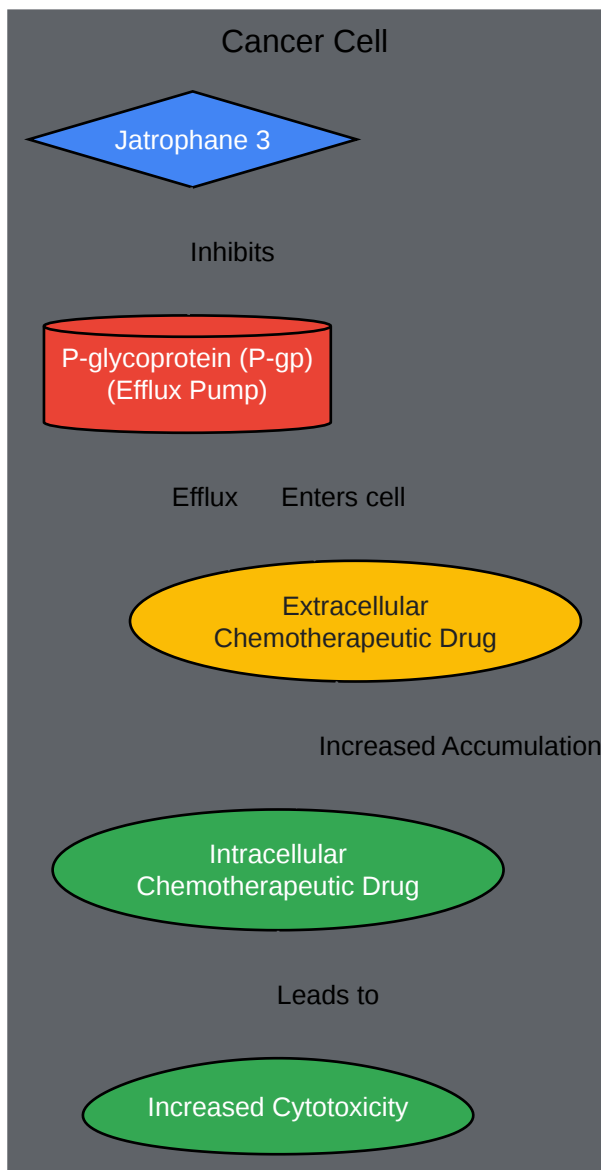 Cancer Cell
Jatrophane 3
Inhibits
P-glycoprotein (P-gp)
(Efflux Pump)
Efflux
Enters cell
Extracellular
Chemotherapeutic Drug
Increased Accumulation
Intracellular
Chemotherapeutic Drug
Leads to
Increased Cytotoxicity